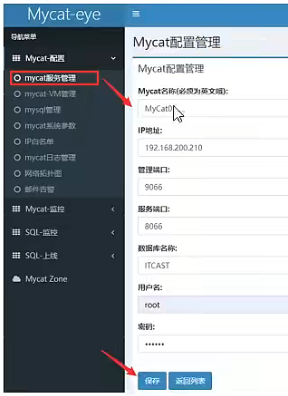 Mycat-eye
导航菜单
Mycat-配置
mycat服务管理
mycat-VM管理
mysql管理
mycat系统参数
IP白名单
mycat日志管理
网络拓扑图
邮件告警
Mycat-监控
SQL-监控
SQL-上线
Mycat Zone
Mycat配置管理
Mycat配置管理
Mycat名称(必须为英文哦):
MyCat0
IP地址:
192.168.200.210
管理端口:
9066
服务端口:
8066
数据库名称:
ITCAST
用户名:
root
密码:
••••••
保存
返回列表